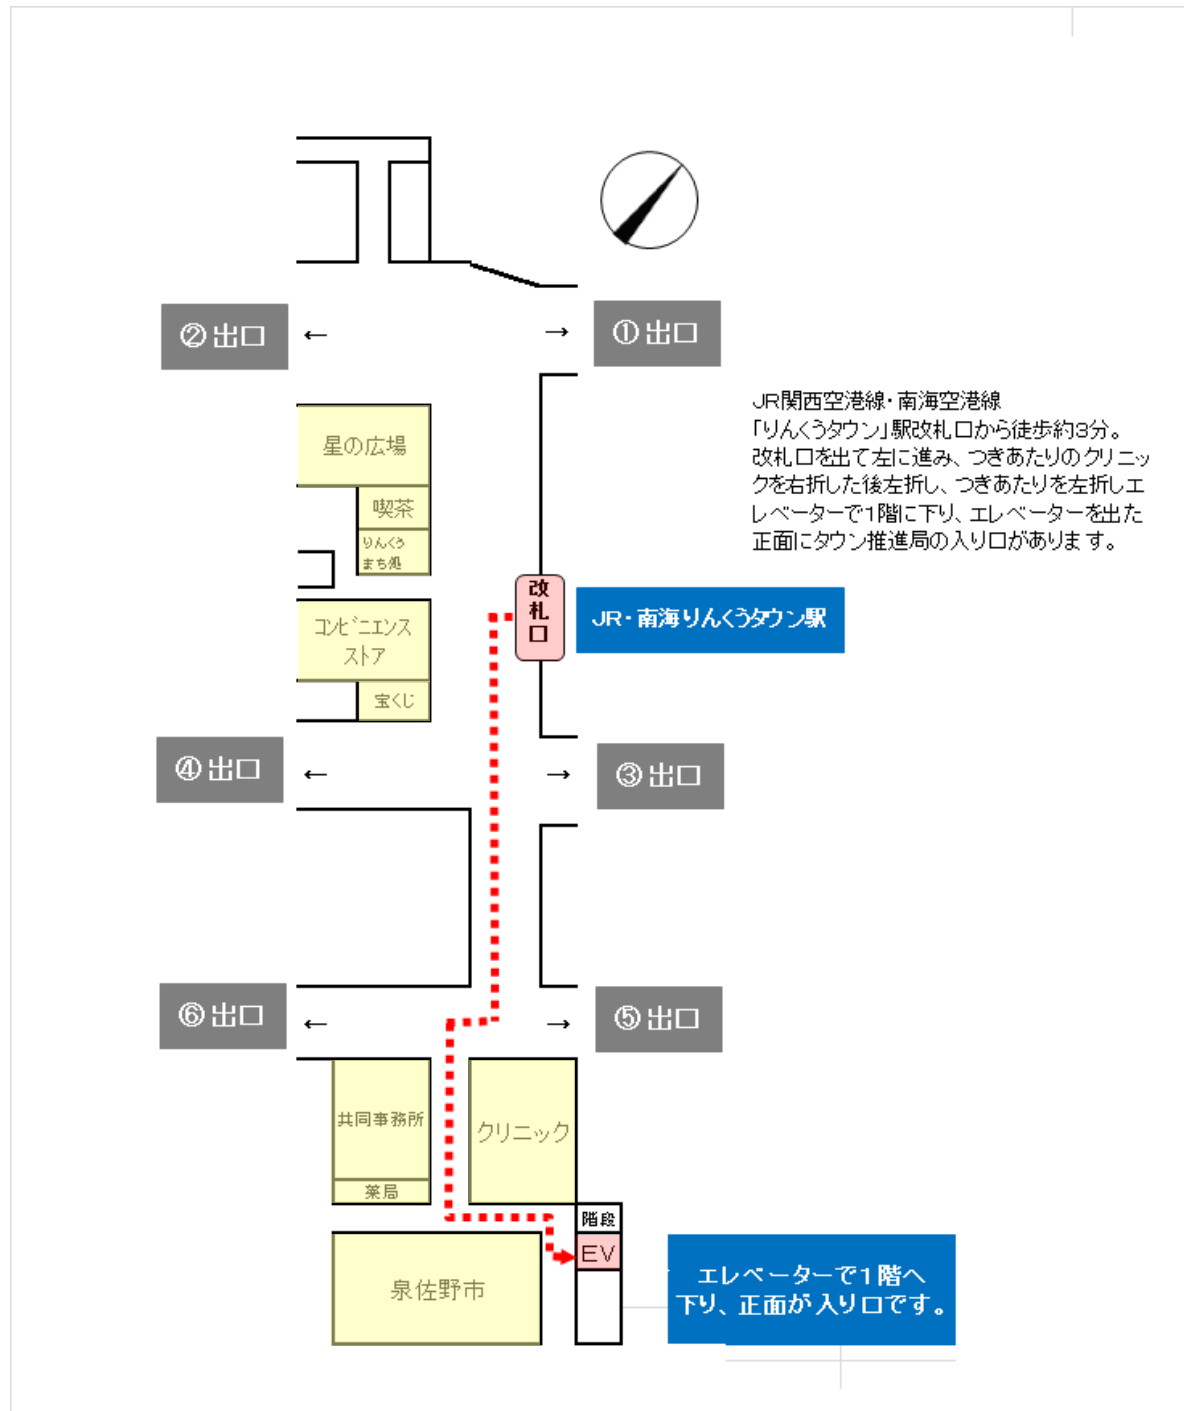 ②出口
←
→
①出口
JR関西空港線・南海空港線
「りんくうタウン」駅改札口から徒歩約3分。
改札口を出て左に進み、つきあたりのクリニッ
クを右折した後左折し、つきあたりを左折しエ
レベーターで1階に下り、エレベーターを出た
正面にタウン推進局の入り口があります。
星の広場
喫茶
りんくう
まち処
改札口
JR・南海りんくうタウン駅
コンビニエンス
ストア
宝くじ
④出口
←
→
③出口
⑥出口
←
→
⑤出口
共同事務所
クリニック
薬局
階段
EV
泉佐野市
エレベーターで1階へ
下り、正面が入り口です。